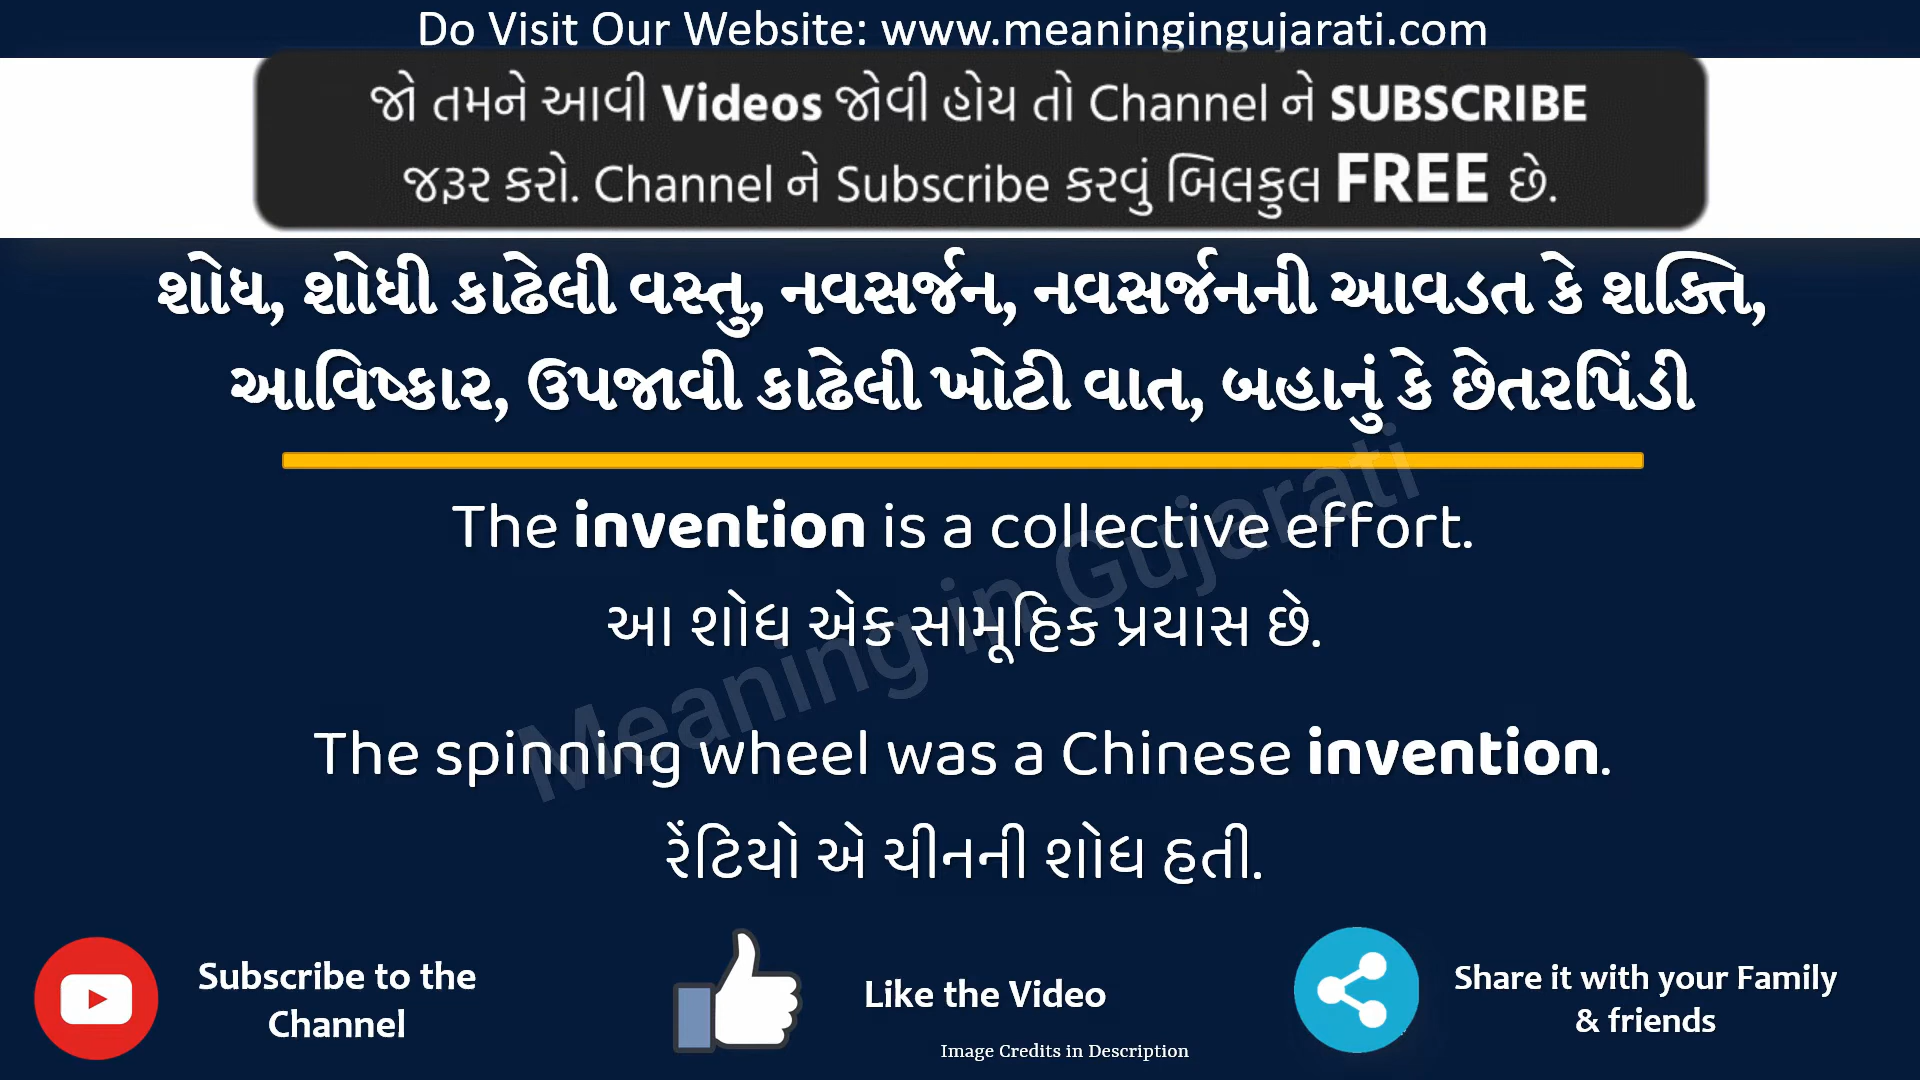 Do Visit Our Website: www.meaningingujarati.com
જો તમને આવી Videos જોવી હોય તો Channel ને SUBSCRIBE
જરૂર કરો. Channel ને Subscribe કરવું બિલકુલ FREE છે.
શોધ, શોધી કાઢેલી વસ્તુ, નવસર્જન, નવસર્જનની આવડત કે શક્તિ,
આવિષ્કાર, ઉપજાવી કાઢેલી ખોટી વાત, બહાનું કે છેતરપિંડી
The invention is a collective effort.
આ શોધ એક સામૂહિક પ્રયાસ છે.
Meaning in Gujarati
The spinning wheel was a Chinese invention.
રેંટિયો એ ચીનની શોધ હતી.
Subscribe to the
Channel
Like the Video
Share it with your Family
& friends
Image Credits in Description